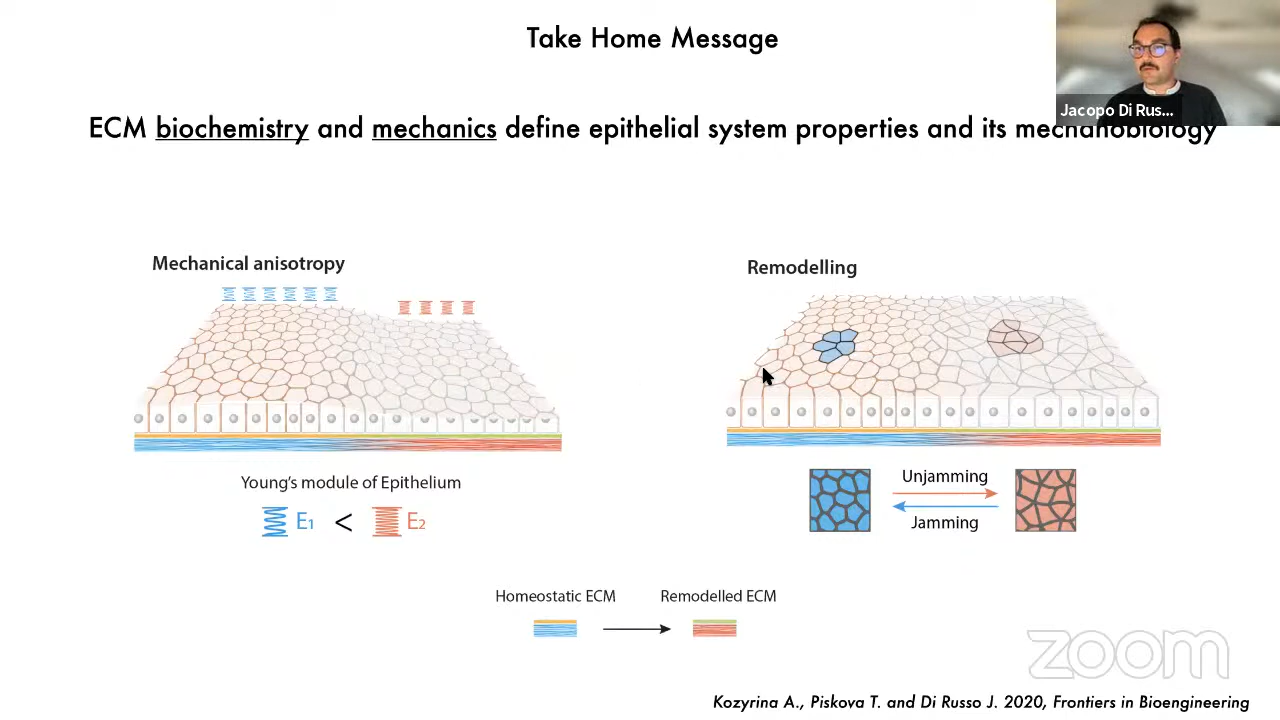 Take Home Message
Jacopo Di Rus...
ECM biochemistry and mechanics define epithelial system properties and its mechanobiology
Mechanical anisotropy
Remodelling
Young's module of Epithelium
E1 < E2
Unjamming
Jamming
Homeostatic ECM
Remodelled ECM
zoom
Kozyrina A., Piskova T. and Di Russo J. 2020, Frontiers in Bioengineering